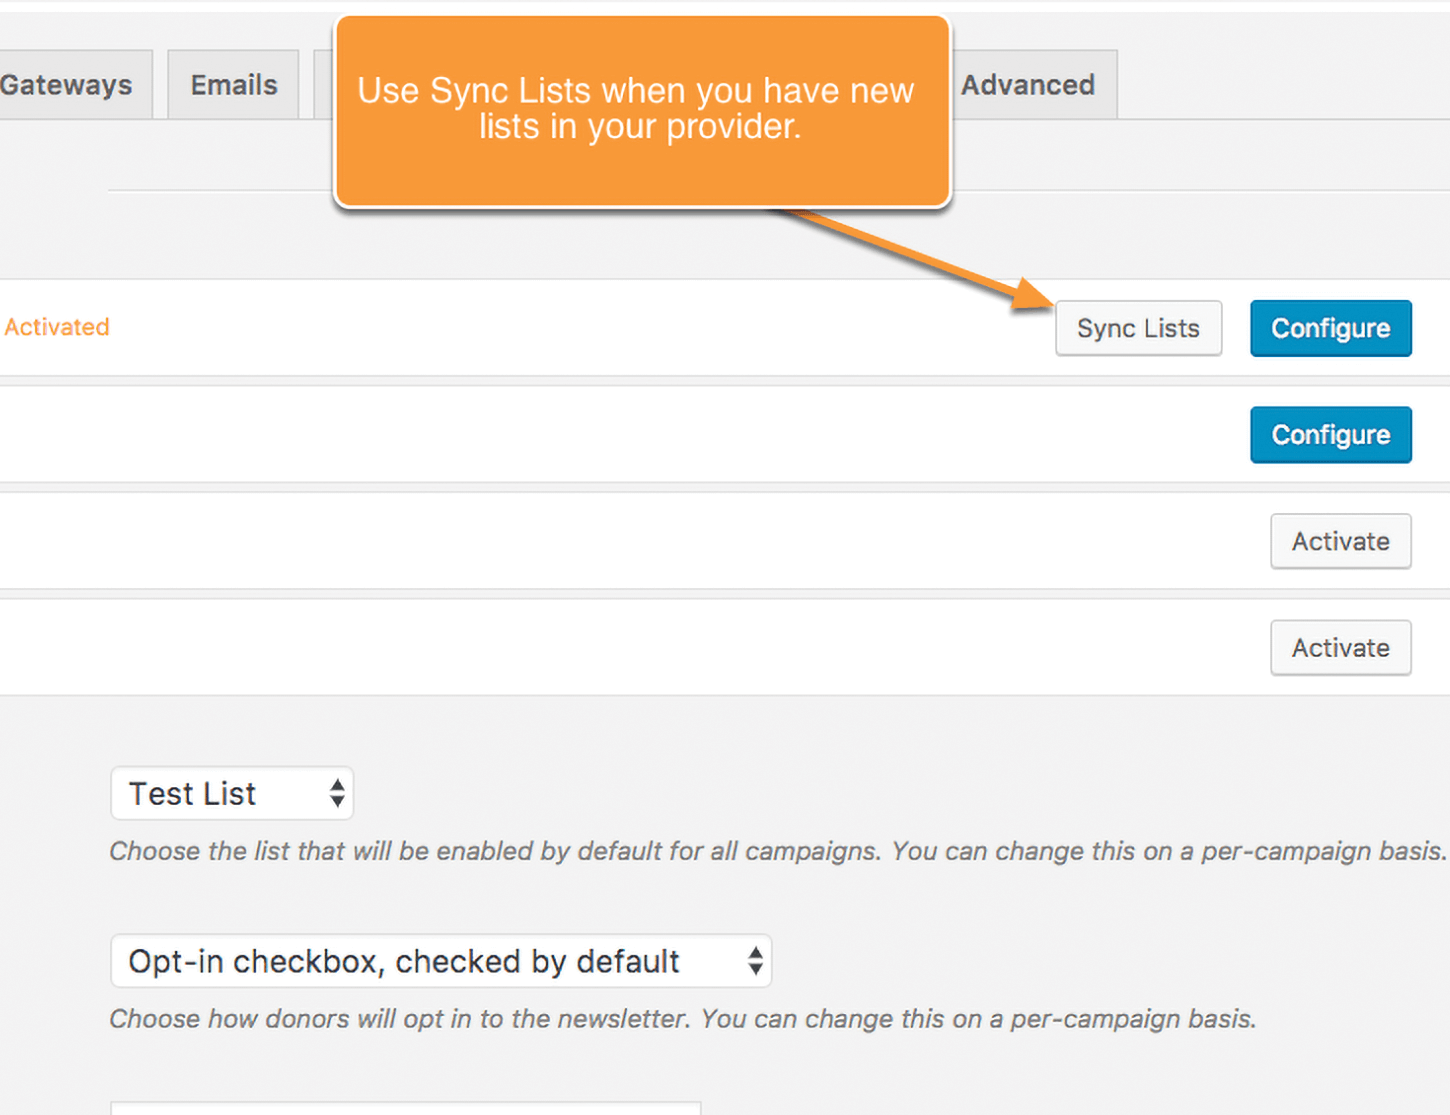 Gateways
Emails
Use Sync Lists when you have new
lists in your provider.
Advanced
Activated
Sync Lists
Configure
Configure
Activate
Activate
Test List
Choose the list that will be enabled by default for all campaigns. You can change this on a per-campaign basis.
Opt-in checkbox, checked by default
Choose how donors will opt in to the newsletter. You can change this on a per-campaign basis.